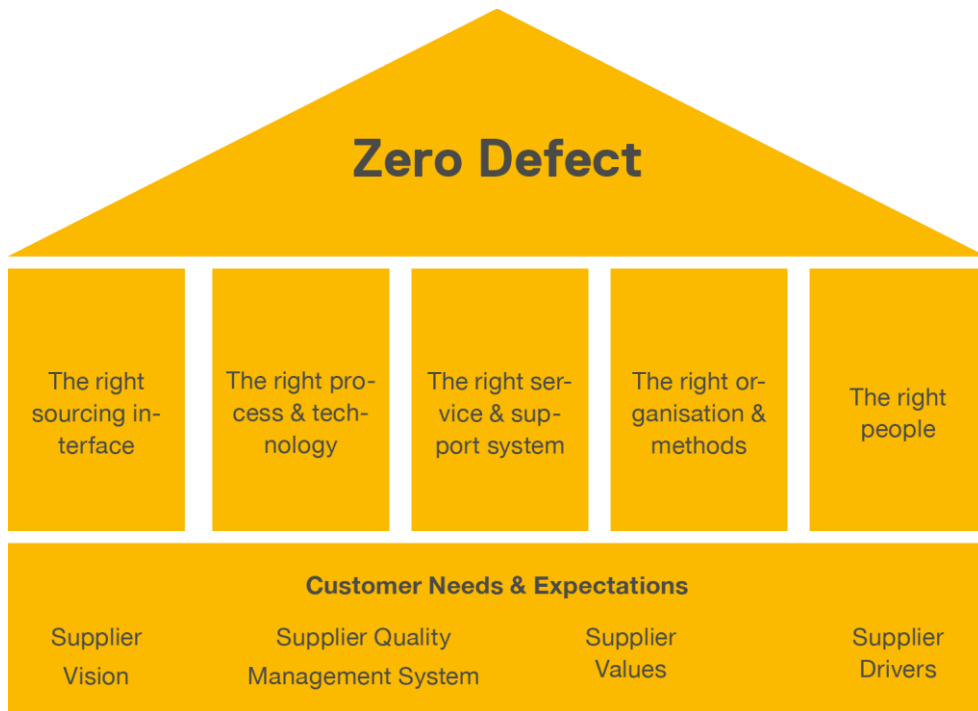 Zero Defect
The right
sourcing in-
terface
The right pro-
cess & tech-
nology
The right ser-
vice & sup-
port system
The right or-
ganisation &
methods
The right
people
Customer Needs & Expectations
Supplier
Vision
Supplier Quality
Management System
Supplier
Values
Supplier
Drivers